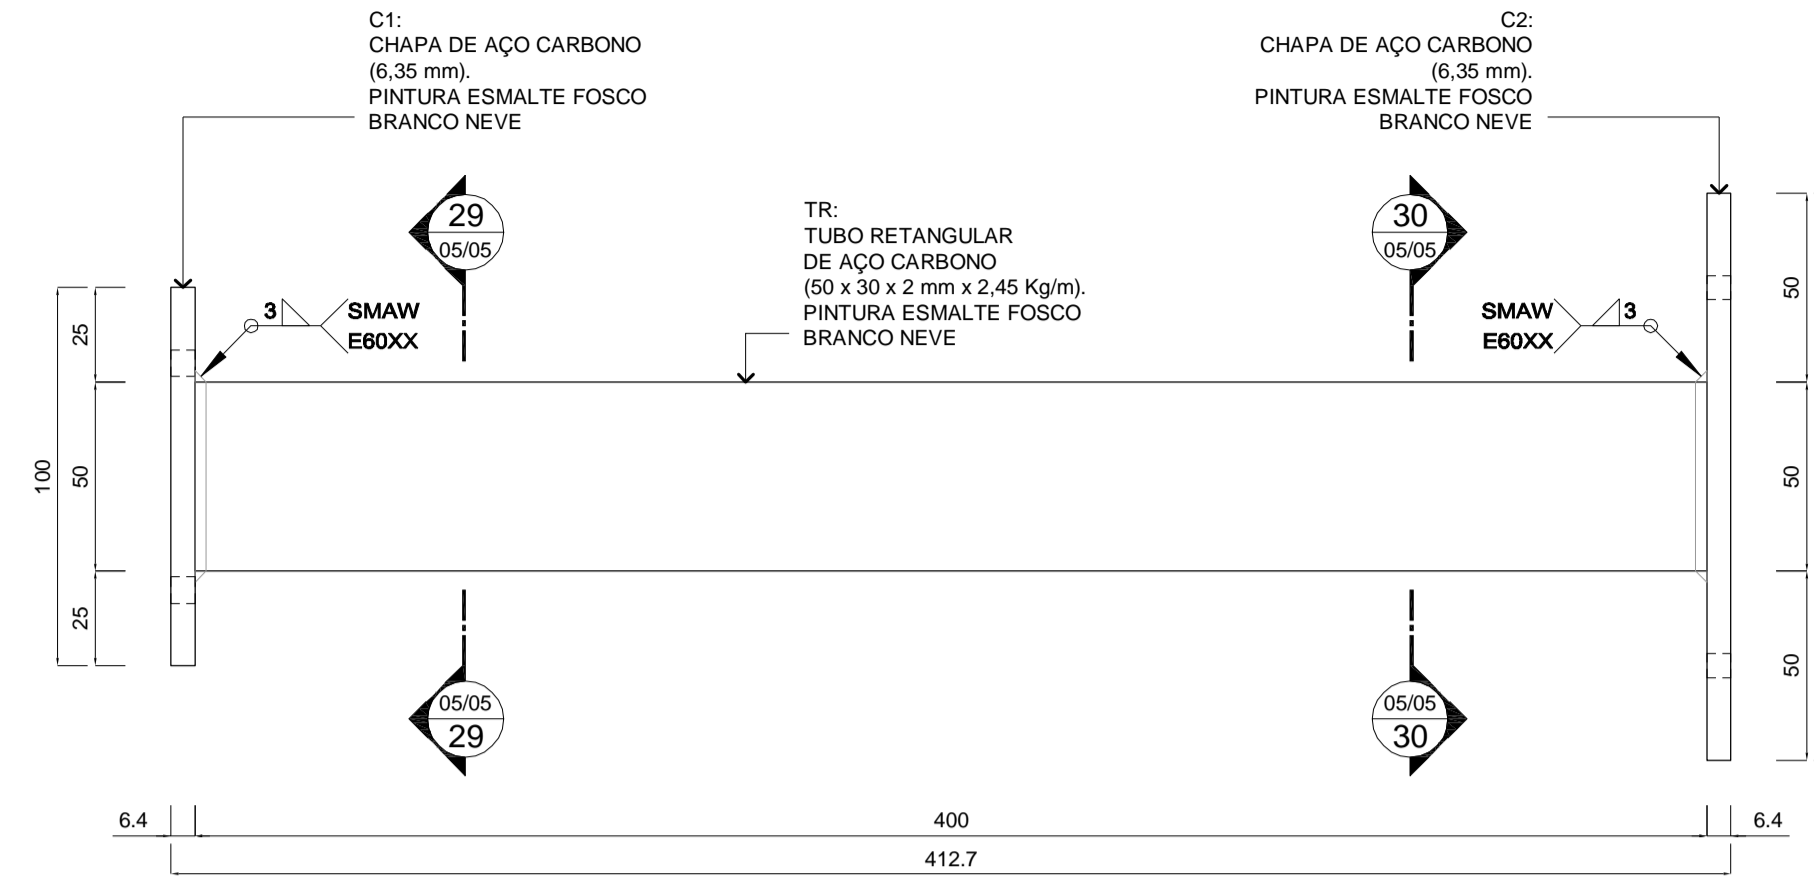 C1:
CHAPA DE AÇO CARBONO
(6,35 mm).
PINTURA ESMALTE FOSCO
BRANCO NEVE
C2:
CHAPA DE AÇO CARBONO
(6,35 mm).
PINTURA ESMALTE FOSCO
BRANCO NEVE
29
05/05
TR:
TUBO RETANGULAR
DE AÇO CARBONO
(50 x 30 x 2 mm x 2,45 Kg/m).
PINTURA ESMALTE FOSCO
BRANCO NEVE
30
05/05
3 SMAW
E60XX
SMAW 3
E60XX
25
50
25
100
50
50
50
05/05
29
05/05
30
6.4
400
6.4
412.7